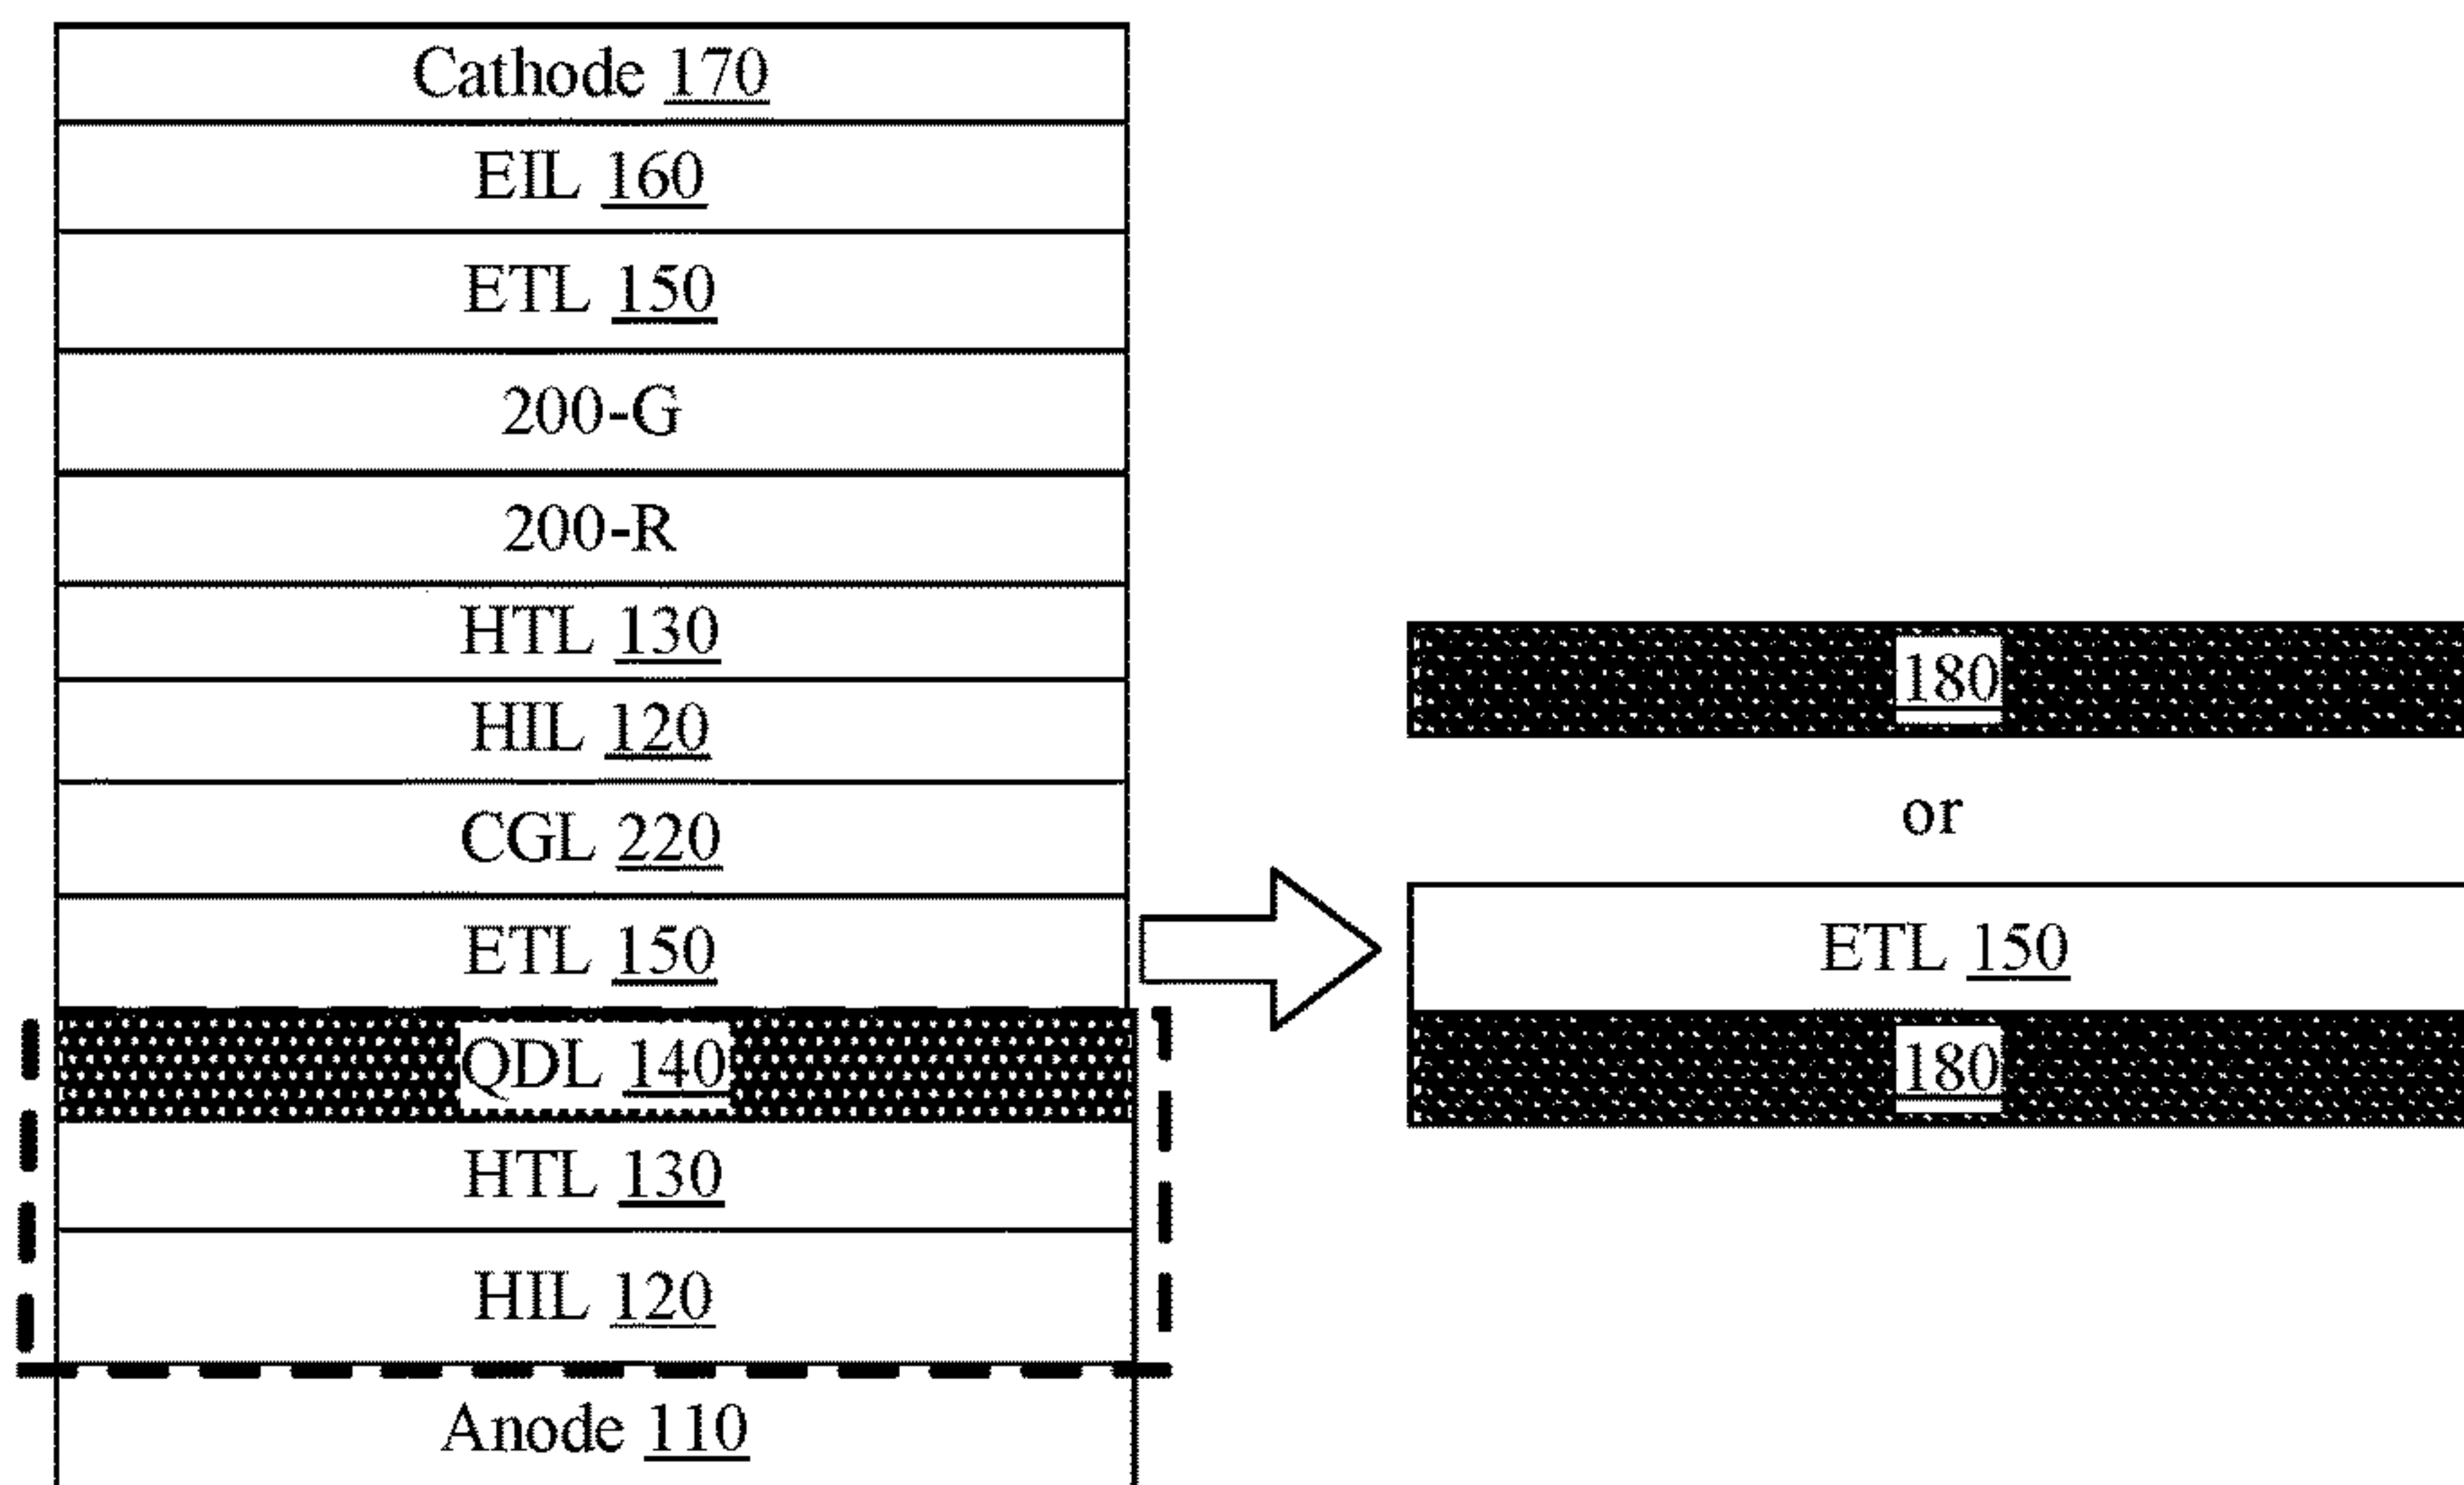 Cathode 170
EIL 160
ETL 150
200-G
200-R
HTL 130
HIL 120
CGL 220
ETL 150
QDL 140
HTL 130
HIL 120
Anode 110
180
or
ETL 150
180